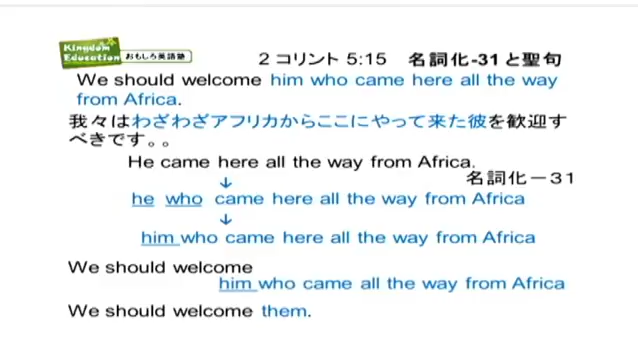 Kingdom
Education おもしろ英語塾
2 コリント 5:15 名詞化-31 と聖句
We should welcome him who came here all the way
from Africa.
我々はわざわざアフリカからここにやって来た彼を歓迎す
べきです。。
He came here all the way from Africa.
名詞化－31
↓
he who came here all the way from Africa
↓
him who came here all the way from Africa
We should welcome
him who came all the way from Africa
We should welcome them.